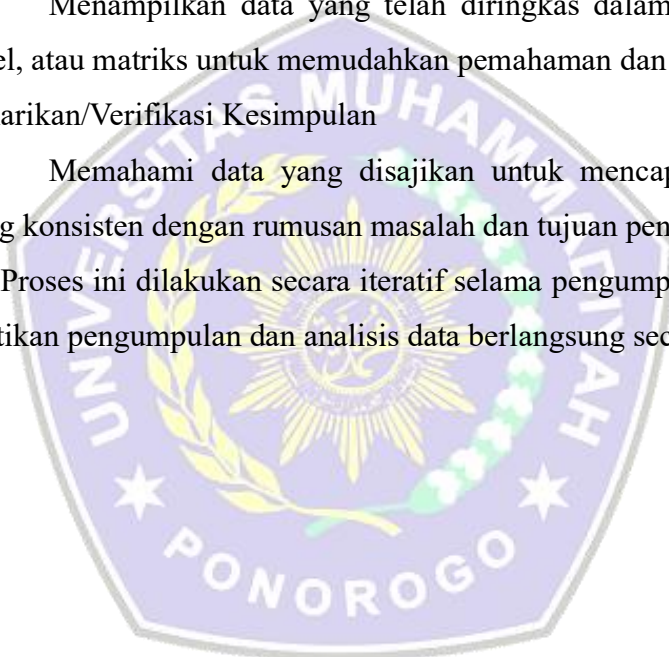 Menampilkan data yang telah diringkas dalam
el, atau matriks untuk memudahkan pemahaman dan
arikan/Verifikasi Kesimpulan
Memahami data yang disajikan untuk mencap
g konsisten dengan rumusan masalah dan tujuan pen
Proses ini dilakukan secara iteratif selama pengump
tikan pengumpulan dan analisis data berlangsung sec
UNIVERSITAS MUHAMMADIYAH
PONOROGO